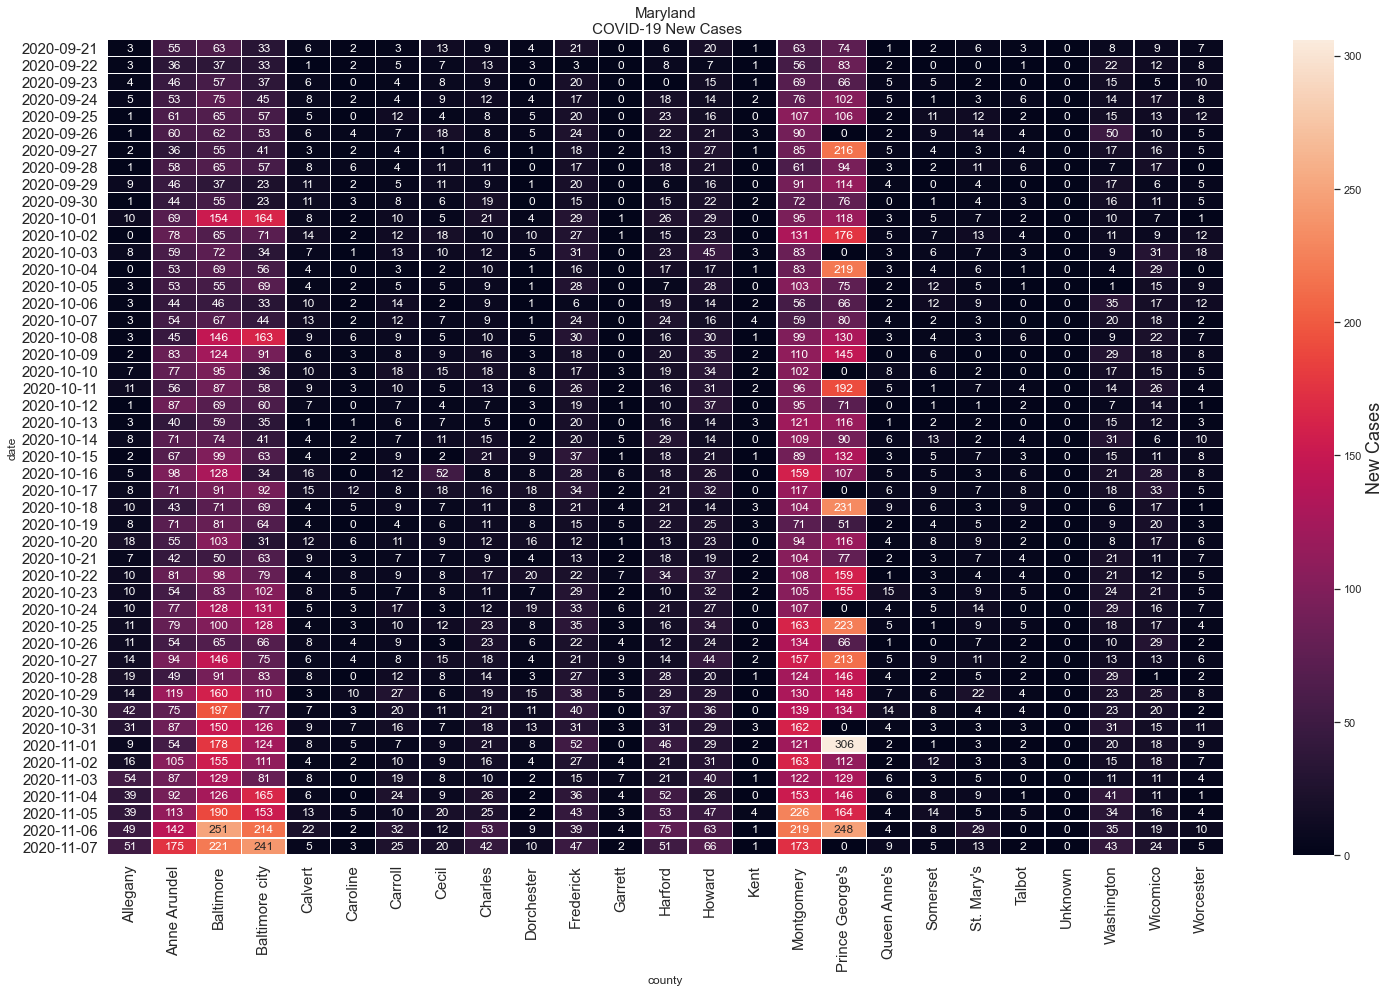 Maryland
COVID-19 New Cases
2020-09-21 3 55 63 33 6 2 3 13 9 4 21 0 6 20 1 63 74 1 2 6 3 0 8 9 7
2020-09-22 3 36 37 33 1 2 5 7 13 3 3 0 8 7 1 56 83 2 0 0 1 0 22 12 8
2020-09-23 4 46 57 37 6 0 4 8 9 0 20 0 0 15 1 69 66 5 5 2 0 0 15 5 10
2020-09-24 5 53 75 45 8 2 4 9 12 4 17 0 18 14 2 76 102 5 1 3 6 0 14 17 8
2020-09-25 1 61 65 57 5 0 12 4 8 5 20 0 23 16 0 107 106 2 11 12 2 0 15 13 12
2020-09-26 1 60 62 53 6 4 7 18 8 5 24 0 22 21 3 90 0 2 9 14 4 0 50 10 5
2020-09-27 2 36 55 41 3 2 4 1 6 1 18 2 13 27 1 85 216 5 4 3 4 0 17 16 5
2020-09-28 1 58 65 57 8 6 4 11 11 0 17 0 18 21 0 61 94 3 2 11 6 0 7 17 0
2020-09-29 9 46 37 23 11 2 5 11 9 1 20 0 6 16 0 91 114 4 0 4 0 0 17 6 5
2020-09-30 1 44 55 23 11 3 8 6 19 0 15 0 15 22 2 72 76 0 1 4 3 0 16 11 5
2020-10-01 10 69 154 164 8 2 10 5 21 4 29 1 26 29 0 95 118 3 5 7 2 0 10 7 1
2020-10-02 0 78 65 71 14 2 12 18 10 10 27 1 15 23 0 131 176 5 7 13 4 0 11 9 12
2020-10-03 8 59 72 34 7 1 13 10 12 5 31 0 23 45 3 83 0 3 6 7 3 0 9 31 18
2020-10-04 0 53 69 56 4 0 3 2 10 1 16 0 17 17 1 83 219 3 4 6 1 0 4 29 0
2020-10-05 3 53 55 69 4 2 5 5 9 1 28 0 7 28 0 103 75 2 12 5 1 0 1 15 9
2020-10-06 3 44 46 33 10 2 14 2 9 1 6 0 19 14 2 56 66 2 12 9 0 0 35 17 12
2020-10-07 3 54 67 44 13 2 12 7 9 1 24 0 24 16 4 59 80 4 2 3 0 0 20 18 2
2020-10-08 3 45 146 163 9 6 9 5 10 5 30 0 16 30 1 99 130 3 4 3 6 0 9 22 7
2020-10-09 2 83 124 91 6 3 8 9 16 3 18 0 20 35 2 110 145 0 6 0 0 0 29 18 8
2020-10-10 7 77 95 36 10 3 18 15 18 8 17 3 19 34 2 102 0 8 6 2 0 0 17 15 5
2020-10-11 11 56 87 58 9 3 10 5 13 6 26 2 16 31 2 96 192 5 1 7 4 0 14 26 4
2020-10-12 1 87 69 60 7 0 7 4 7 3 19 1 10 37 0 95 71 0 1 1 2 0 7 14 1
2020-10-13 3 40 59 35 1 1 6 7 5 0 20 0 16 14 3 121 116 1 2 2 0 0 15 12 3
2020-10-14 8 71 74 41 4 2 7 11 15 2 20 5 29 14 0 109 90 6 13 2 4 0 31 6 10
2020-10-15 2 67 99 63 4 2 9 2 21 9 37 1 18 21 1 89 132 3 5 7 3 0 15 11 8
2020-10-16 5 98 128 34 16 0 12 52 8 8 28 6 18 26 0 159 107 5 5 3 6 0 21 28 8
2020-10-17 8 71 91 92 15 12 8 18 16 18 34 2 21 32 0 117 0 6 9 7 8 0 18 33 5
2020-10-18 10 43 71 69 4 5 9 7 11 8 21 4 21 14 3 104 231 9 6 3 9 0 6 17 1
2020-10-19 8 71 81 64 4 0 4 6 11 8 15 5 22 25 3 71 51 2 4 5 2 0 9 20 3
2020-10-20 18 55 103 31 12 6 11 9 12 16 12 1 13 23 0 94 116 4 8 9 2 0 8 17 6
2020-10-21 7 42 50 63 9 3 7 7 9 4 13 2 18 19 2 104 77 2 3 7 4 0 21 11 7
2020-10-22 10 81 98 79 4 8 9 8 17 20 22 7 34 37 2 108 159 1 3 4 4 0 21 12 5
2020-10-23 10 54 83 102 8 5 7 8 11 7 29 2 10 32 2 105 155 15 3 9 5 0 24 21 5
2020-10-24 10 77 128 131 5 3 17 3 12 19 33 6 21 27 0 107 0 4 5 14 0 0 29 16 7
2020-10-25 11 79 100 128 4 3 10 12 23 8 35 3 16 34 0 163 223 5 1 9 5 0 18 17 4
2020-10-26 11 54 65 66 8 4 9 3 23 6 22 4 12 24 2 134 66 1 0 7 2 0 10 29 2
2020-10-27 14 94 146 75 6 4 8 15 18 4 21 9 14 44 2 157 213 5 9 11 2 0 13 13 6
2020-10-28 19 49 91 83 8 0 12 8 14 3 27 3 28 20 1 124 146 4 2 5 2 0 29 1 2
2020-10-29 14 119 160 110 3 10 27 6 19 15 38 5 29 29 0 130 148 7 6 22 4 0 23 25 8
2020-10-30 42 75 197 77 7 3 20 11 21 11 40 0 37 36 0 139 134 14 8 4 4 0 23 20 2
2020-10-31 31 87 150 126 9 7 16 7 18 13 31 3 31 29 3 162 0 4 3 3 3 0 31 15 11
2020-11-01 9 54 178 124 8 5 7 9 21 8 52 0 46 29 2 121 306 2 1 3 2 0 20 18 9
2020-11-02 16 105 155 111 4 2 10 9 16 4 27 4 21 31 0 163 112 2 12 3 3 0 15 18 7
2020-11-03 54 87 129 81 8 0 19 8 10 2 15 7 21 40 1 122 129 6 3 5 0 0 11 11 4
2020-11-04 39 92 126 165 6 0 24 9 26 2 36 4 52 26 0 153 146 6 8 9 1 0 41 11 1
2020-11-05 39 113 190 153 13 5 10 20 25 2 43 3 53 47 4 226 164 4 14 5 5 0 34 16 4
2020-11-06 49 142 251 214 22 2 32 12 53 9 39 4 75 63 1 219 248 4 8 29 0 0 35 19 10
2020-11-07 51 175 221 241 5 3 25 20 42 10 47 2 51 66 1 173 0 9 5 13 2 0 43 24 5
date
Allegany Anne Arundel Baltimore Baltimore city Calvert Caroline Carroll Cecil Charles Dorchester Frederick Garrett Harford Howard Kent Montgomery Prince George's Queen Anne's Somerset St. Mary's Talbot Unknown Washington Wicomico Worcester
county
300
250
200
150
100
50
0
New Cases